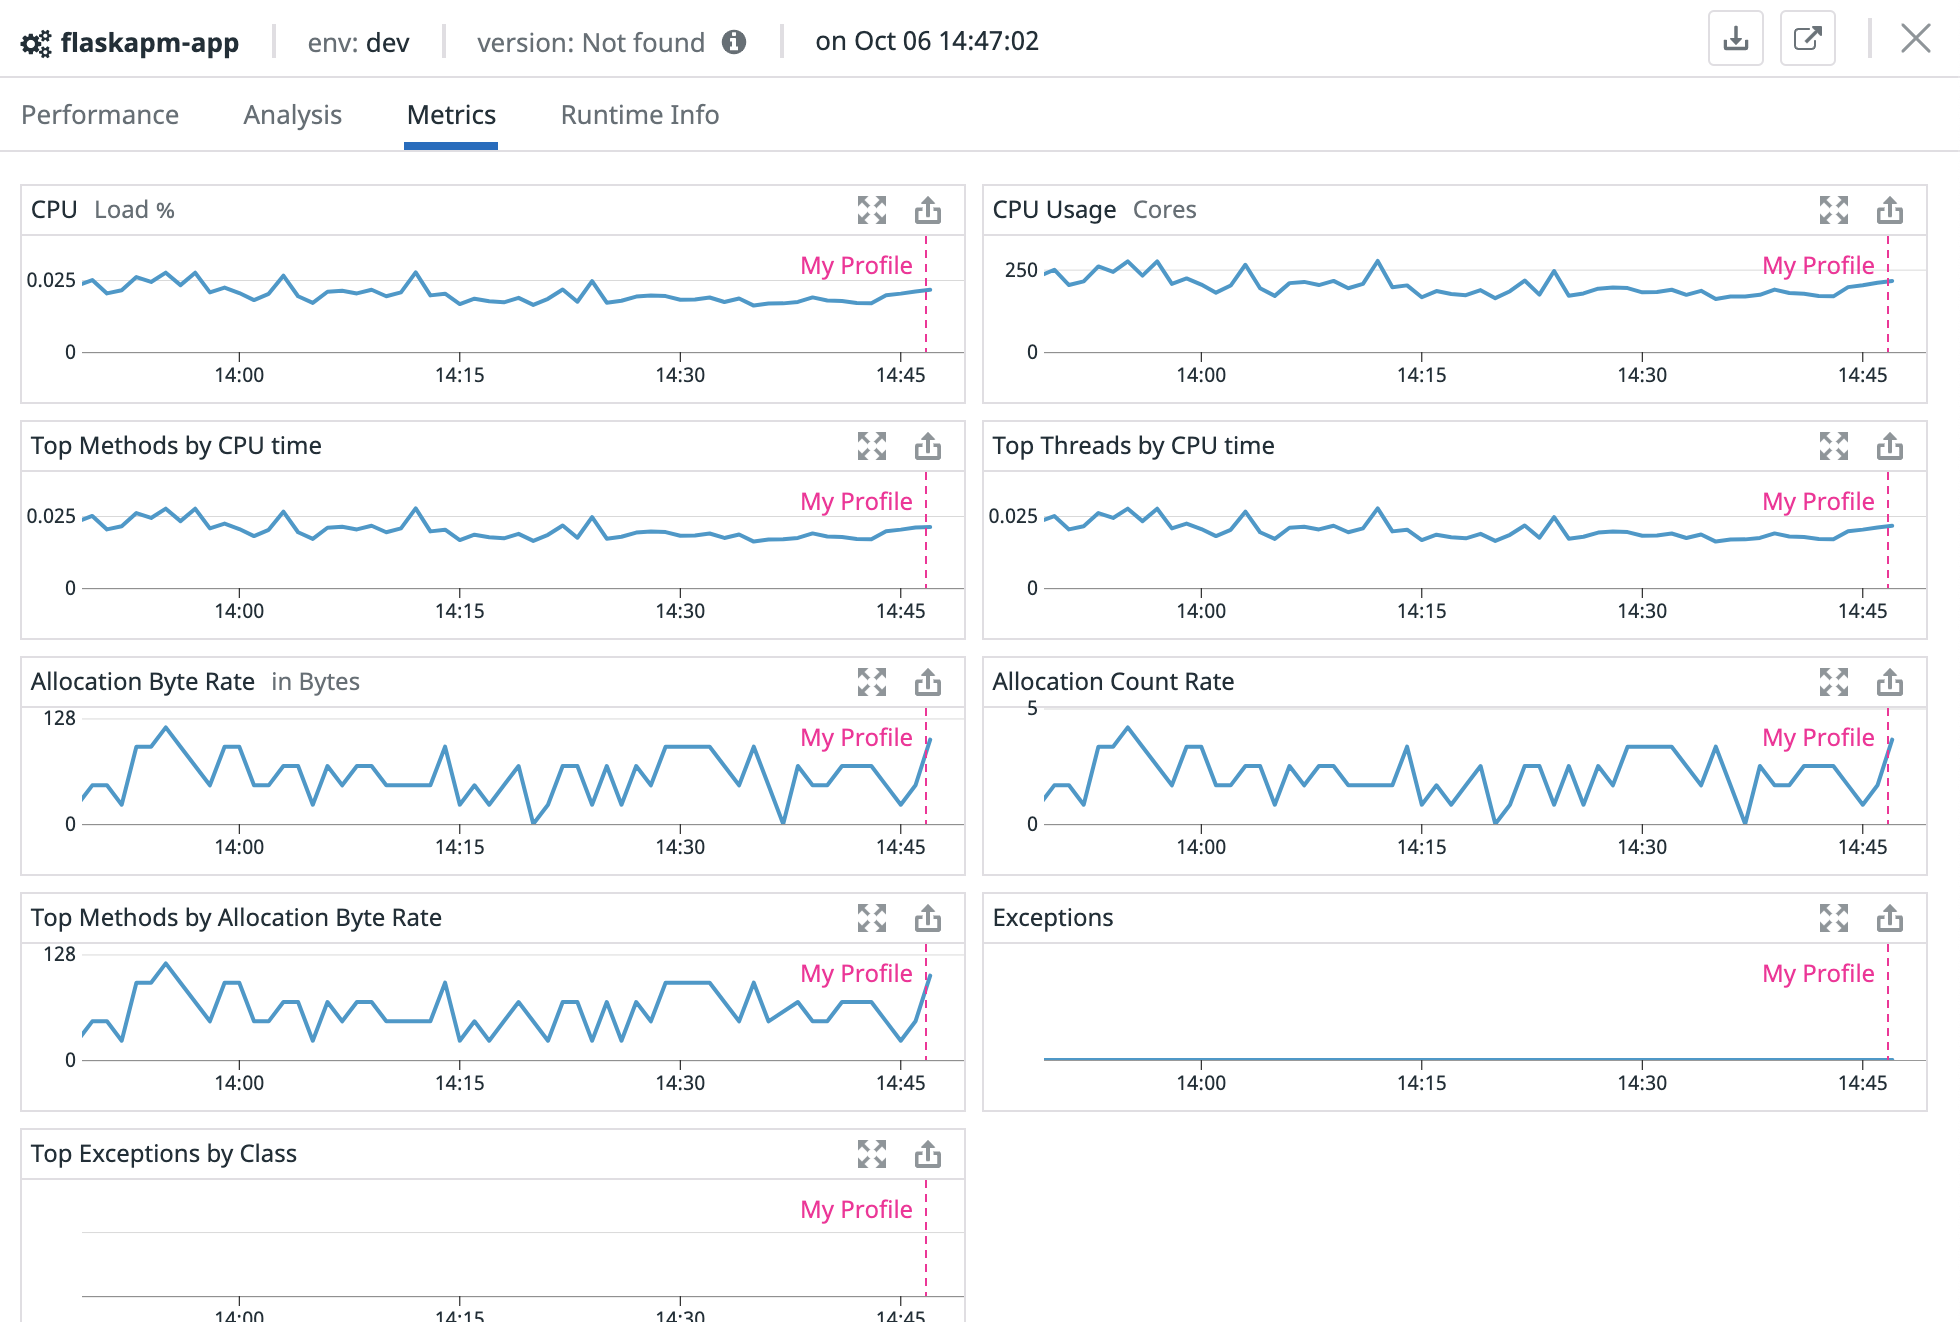 flaskapm-app env: dev version: Not found on Oct 06 14:47:02
Performance Analysis Metrics Runtime Info
CPU Load %
My Profile
0.025
0
14:00 14:15 14:30 14:45
CPU Usage Cores
My Profile
250
0
14:00 14:15 14:30 14:45
Top Methods by CPU time
My Profile
0.025
0
14:00 14:15 14:30 14:45
Top Threads by CPU time
My Profile
0.025
0
14:00 14:15 14:30 14:45
Allocation Byte Rate in Bytes
128
My Profile
0
14:00 14:15 14:30 14:45
Allocation Count Rate
5
My Profile
0
14:00 14:15 14:30 14:45
Top Methods by Allocation Byte Rate
128
My Profile
0
14:00 14:15 14:30 14:45
Exceptions
My Profile
14:00 14:15 14:30 14:45
Top Exceptions by Class
My Profile
14:00 14:15 14:30 14:45